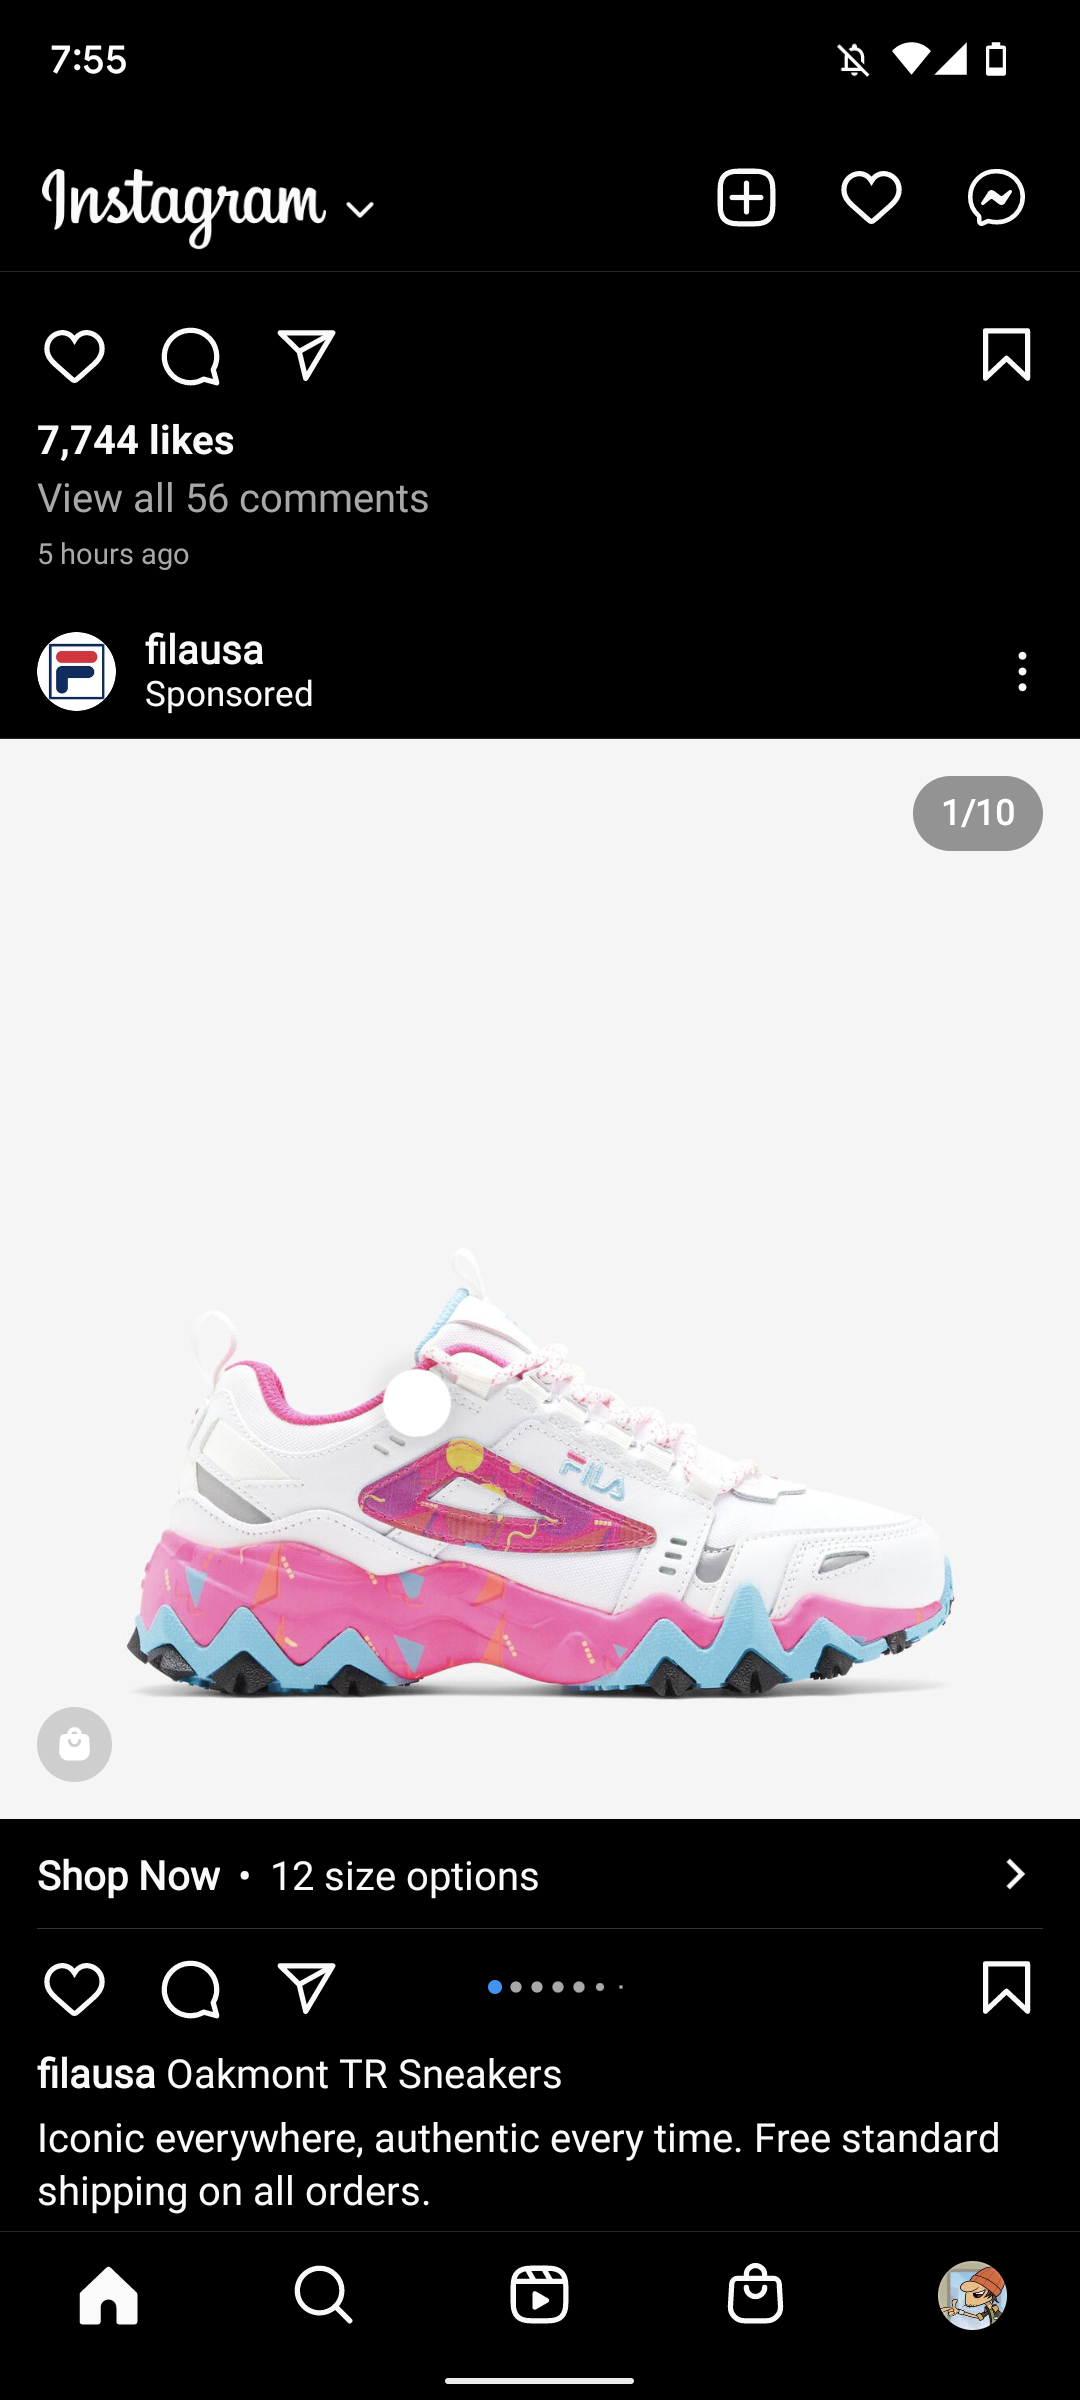 7:55
Instagram
7,744 likes
View all 56 comments
5 hours ago
filausa
Sponsored
1/10
FILA
Shop Now • 12 size options
filausa Oakmont TR Sneakers
Iconic everywhere, authentic every time. Free standard
shipping on all orders.